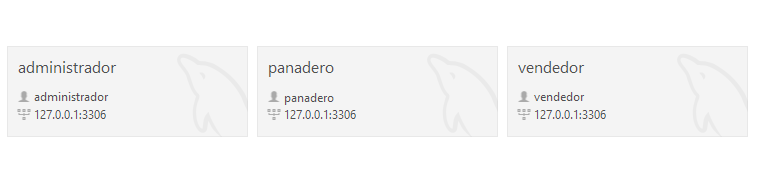 administrador
administrador
127.0.0.1:3306
panadero
panadero
127.0.0.1:3306
vendedor
vendedor
127.0.0.1:3306